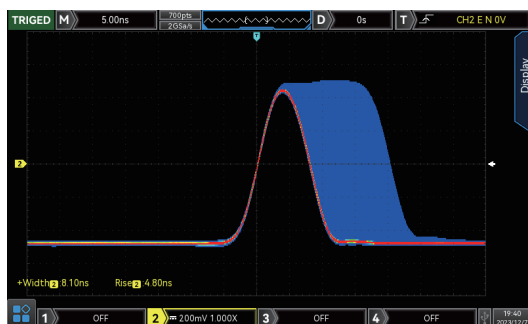 TRIGED M 5.00ns 700pts 2GSa/s D 0s T CH2 E N 0V
T
Display
2
+Width 2 8.10ns Rise 2 4.80ns
1 OFF 2 200mV 1.000X 3 OFF 4 OFF 19:40